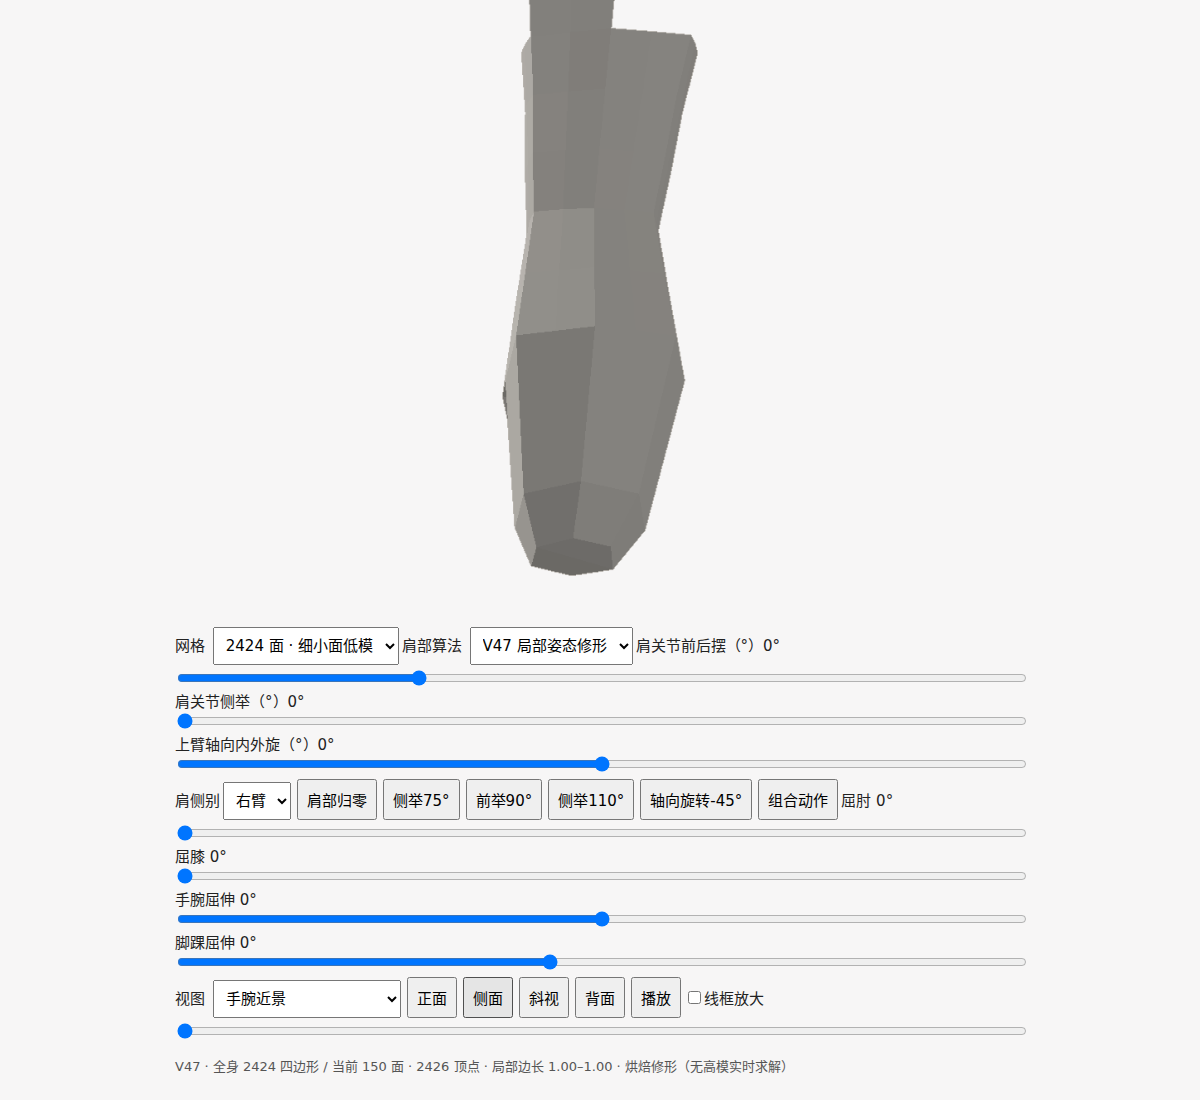 网格 2424 面 · 细小面低模 肩部算法 V47 局部姿态修形 肩关节前后摆（°）0°
肩关节侧举（°）0°
上臂轴向内外旋（°）0°
肩侧别 右臂 肩部归零 侧举75° 前举90° 侧举110° 轴向旋转-45° 组合动作 屈肘 0°
屈膝 0°
手腕屈伸 0°
脚踝屈伸 0°
视图 手腕近景 正面 侧面 斜视 背面 播放 线框放大
V47 · 全身 2424 四边形 / 当前 150 面 · 2426 顶点 · 局部边长 1.00–1.00 · 烘焙修形（无高模实时求解）